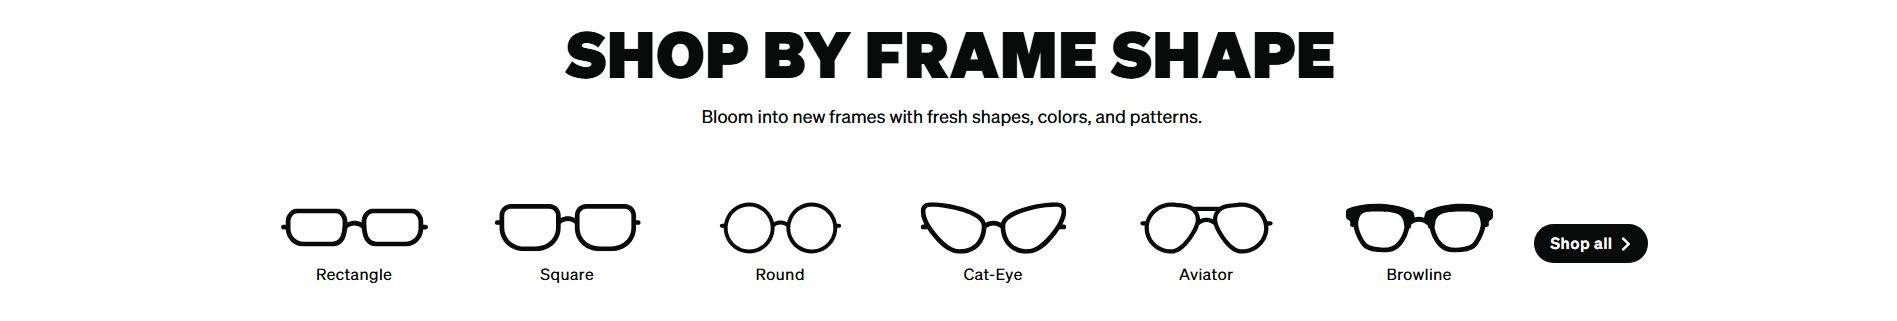 SHOP BY FRAME SHAPE
Bloom into new frames with fresh shapes, colors, and patterns.
Rectangle
Square
Round
Cat-Eye
Aviator
Browline
Shop all